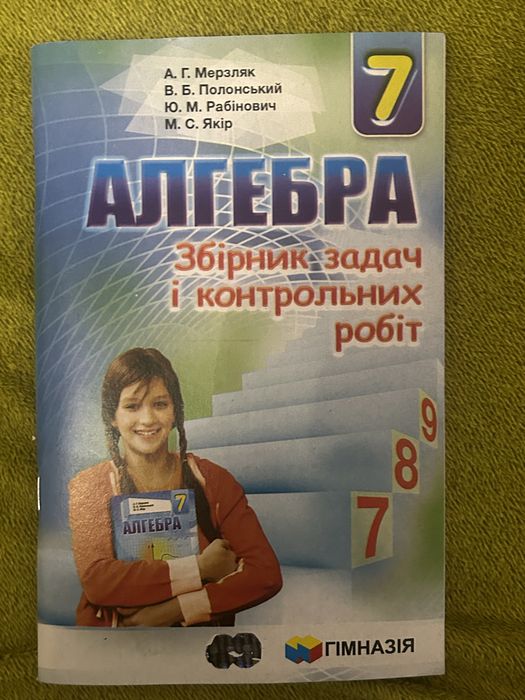 А. Г. Мерзляк
В. Б. Полонський
Ю. М. Рабінович
М. С. Якір
7
АЛГЕБРА
Збірник задач
і контрольних
робіт
9
8
7
7
АЛГЕБРА
ГІМНАЗІЯ